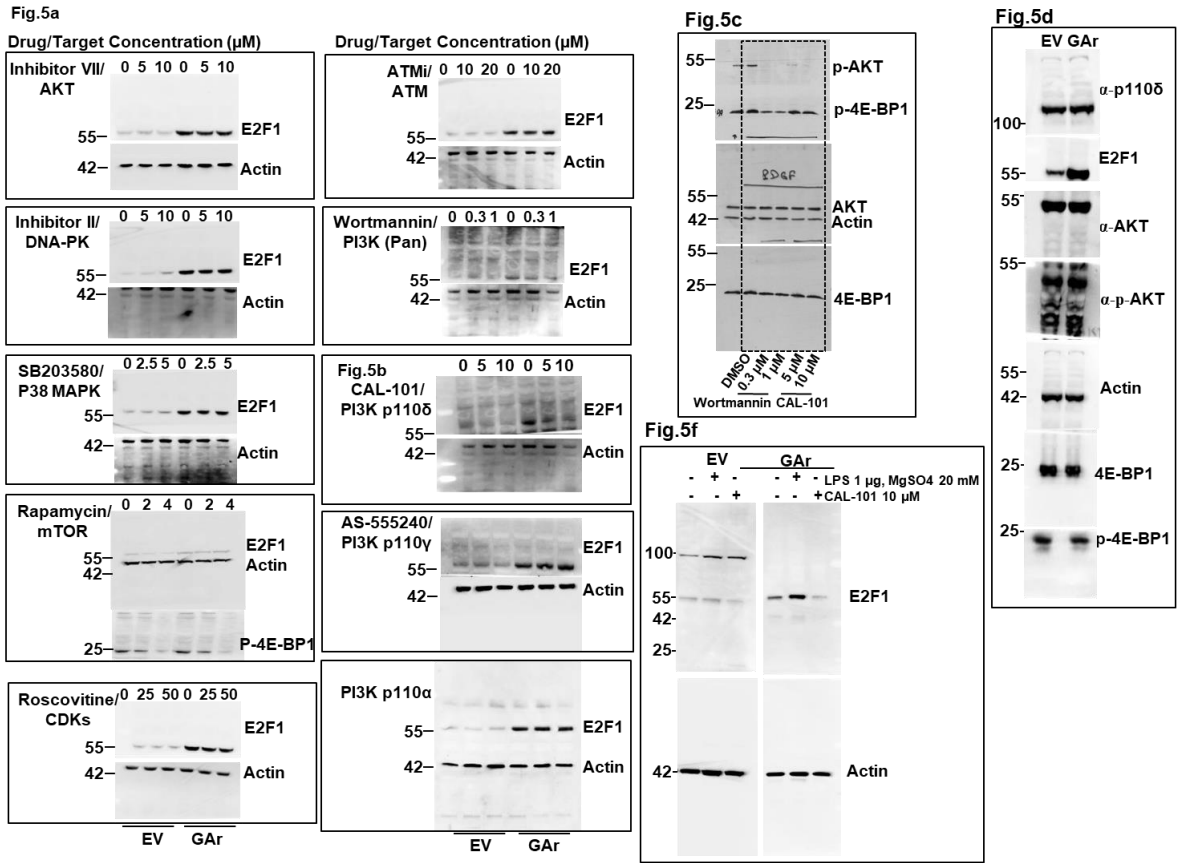 Fig.5a
Drug/Target Concentration (µM)
Inhibitor VII/ 0 5 10 0 5 10
AKT
E2F1
55
42
Actin
Inhibitor II/ 0 5 10 0 5 10
DNA-PK
E2F1
55
42
Actin
SB203580/ 0 2.5 5 0 2.5 5
P38 MAPK
E2F1
55
42
Actin
Rapamycin/ 0 2 4 0 2 4
mTOR
E2F1
55
Actin
42
P-4E-BP1
25
Roscovitine/ 0 25 50 0 25 50
CDKs
E2F1
55
42
Actin
EV GAr
Drug/Target Concentration (µM)
ATMi/ 0 10 20 0 10 20
ATM
E2F1
55
42
Actin
Wortmannin/ 0 0.3 1 0 0.3 1
PI3K (Pan)
E2F1
55
42
Actin
Fig.5b
CAL-101/ 0 5 10 0 5 10
PI3K p110δ
E2F1
55
42
Actin
AS-555240/
PI3K p110γ
E2F1
55
42
Actin
PI3K p110α
E2F1
55
42
Actin
EV GAr
Fig.5c
55
p-AKT
25
p-4E-BP1
55
AKT
42
Actin
25
4E-BP1
DMSO
0.3 µM
1 µM
5 µM
10 µM
Wortmannin CAL-101
Fig.5f
EV GAr
- + - - + - LPS 1 µg, MgSO4 20 mM
- - + - - + CAL-101 10 µM
100
55
E2F1
42
25
42
Actin
Fig.5d
EV GAr
α-p110δ
100
E2F1
55
55
α-AKT
55
α-p-AKT
55
Actin
42
25
4E-BP1
25
p-4E-BP1